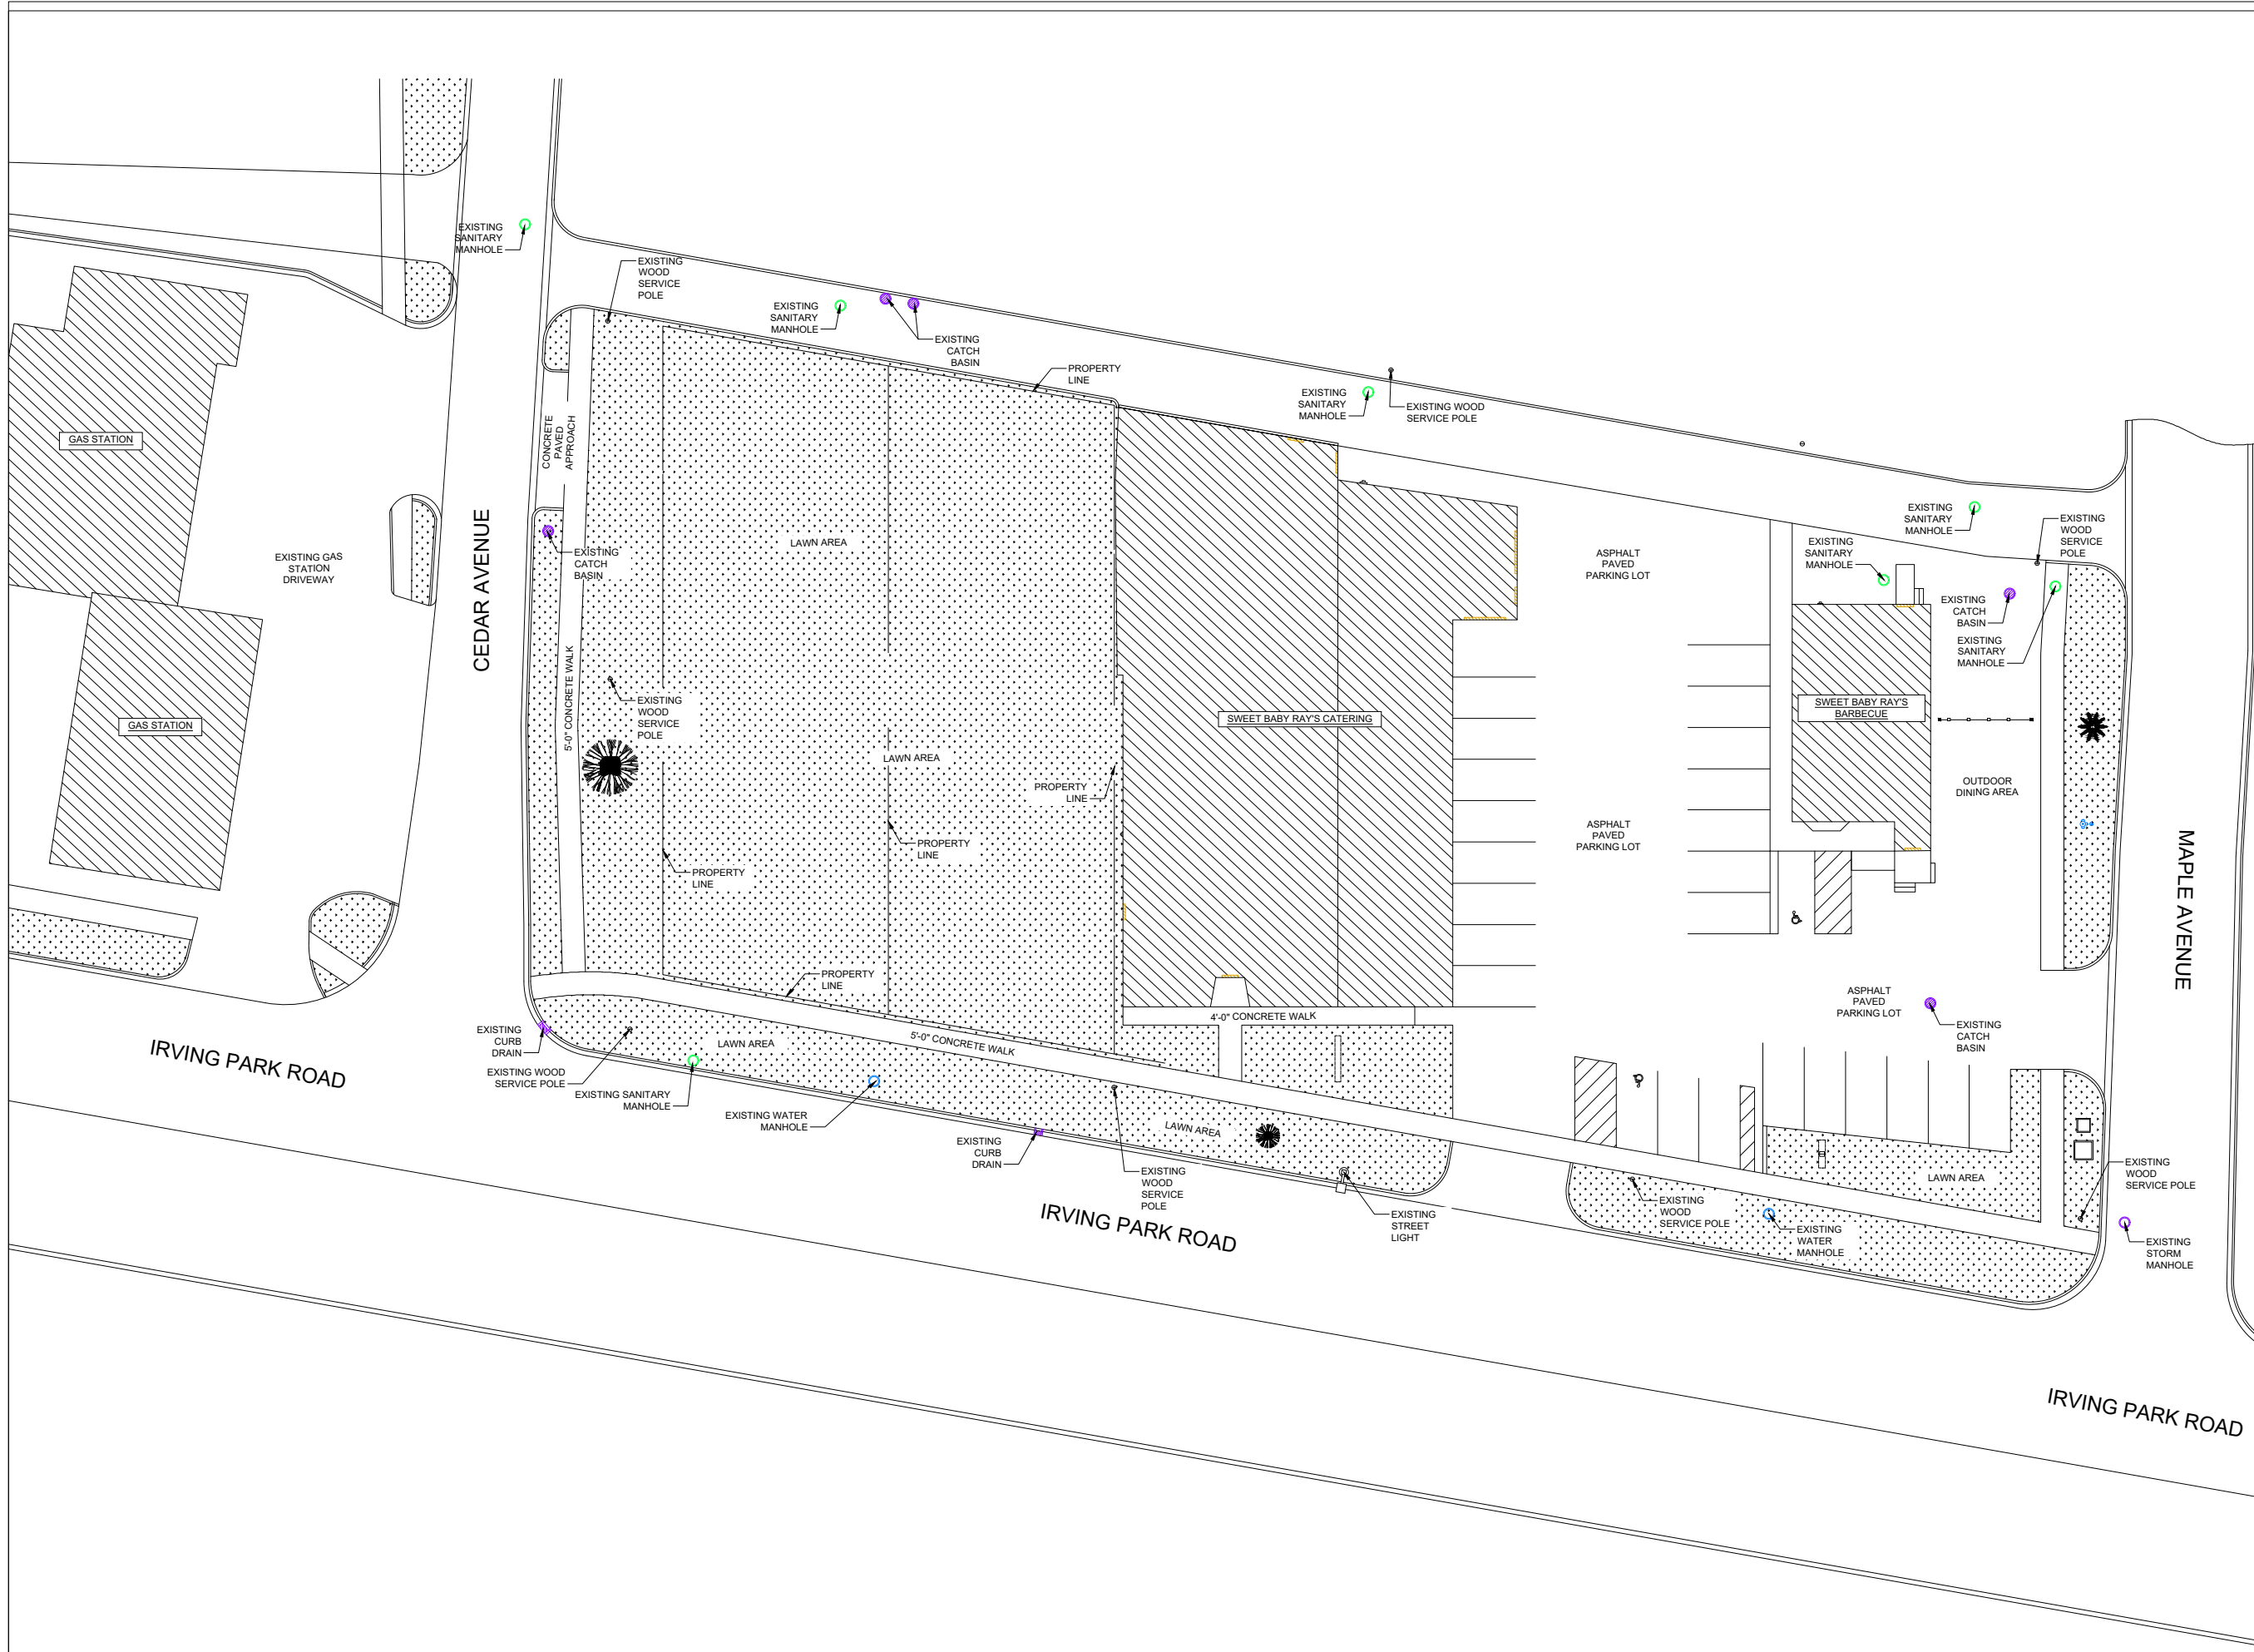 EXISTING
SANITARY
MANHOLE
EXISTING
WOOD
SERVICE
POLE
EXISTING
SANITARY
MANHOLE
EXISTING
CATCH
BASIN
PROPERTY
LINE
EXISTING
SANITARY
MANHOLE
EXISTING WOOD
SERVICE POLE
GAS STATION
CONCRETE
PAVED
APPROACH
EXISTING GAS
STATION
DRIVEWAY
CEDAR AVENUE
EXISTING
CATCH
BASIN
LAWN AREA
ASPHALT
PAVED
PARKING LOT
EXISTING
SANITARY
MANHOLE
EXISTING
SANITARY
MANHOLE
EXISTING
WOOD
SERVICE
POLE
EXISTING
CATCH
BASIN
EXISTING
SANITARY
MANHOLE
5'-0" CONCRETE WALK
EXISTING
WOOD
SERVICE
POLE
GAS STATION
SWEET BABY RAY'S CATERING
SWEET BABY RAY'S
BARBECUE
LAWN AREA
PROPERTY
LINE
OUTDOOR
DINING AREA
PROPERTY
LINE
PROPERTY
LINE
ASPHALT
PAVED
PARKING LOT
MAPLE AVENUE
PROPERTY
LINE
ASPHALT
PAVED
PARKING LOT
EXISTING
CATCH
BASIN
4'-0" CONCRETE WALK
5'-0" CONCRETE WALK
EXISTING
CURB
DRAIN
LAWN AREA
IRVING PARK ROAD
EXISTING WOOD
SERVICE POLE
EXISTING SANITARY
MANHOLE
EXISTING WATER
MANHOLE
EXISTING
CURB
DRAIN
LAWN AREA
EXISTING
WOOD
SERVICE
POLE
IRVING PARK ROAD
EXISTING
STREET
LIGHT
EXISTING
WOOD
SERVICE POLE
EXISTING
WATER
MANHOLE
LAWN AREA
EXISTING
WOOD
SERVICE POLE
EXISTING
STORM
MANHOLE
IRVING PARK ROAD